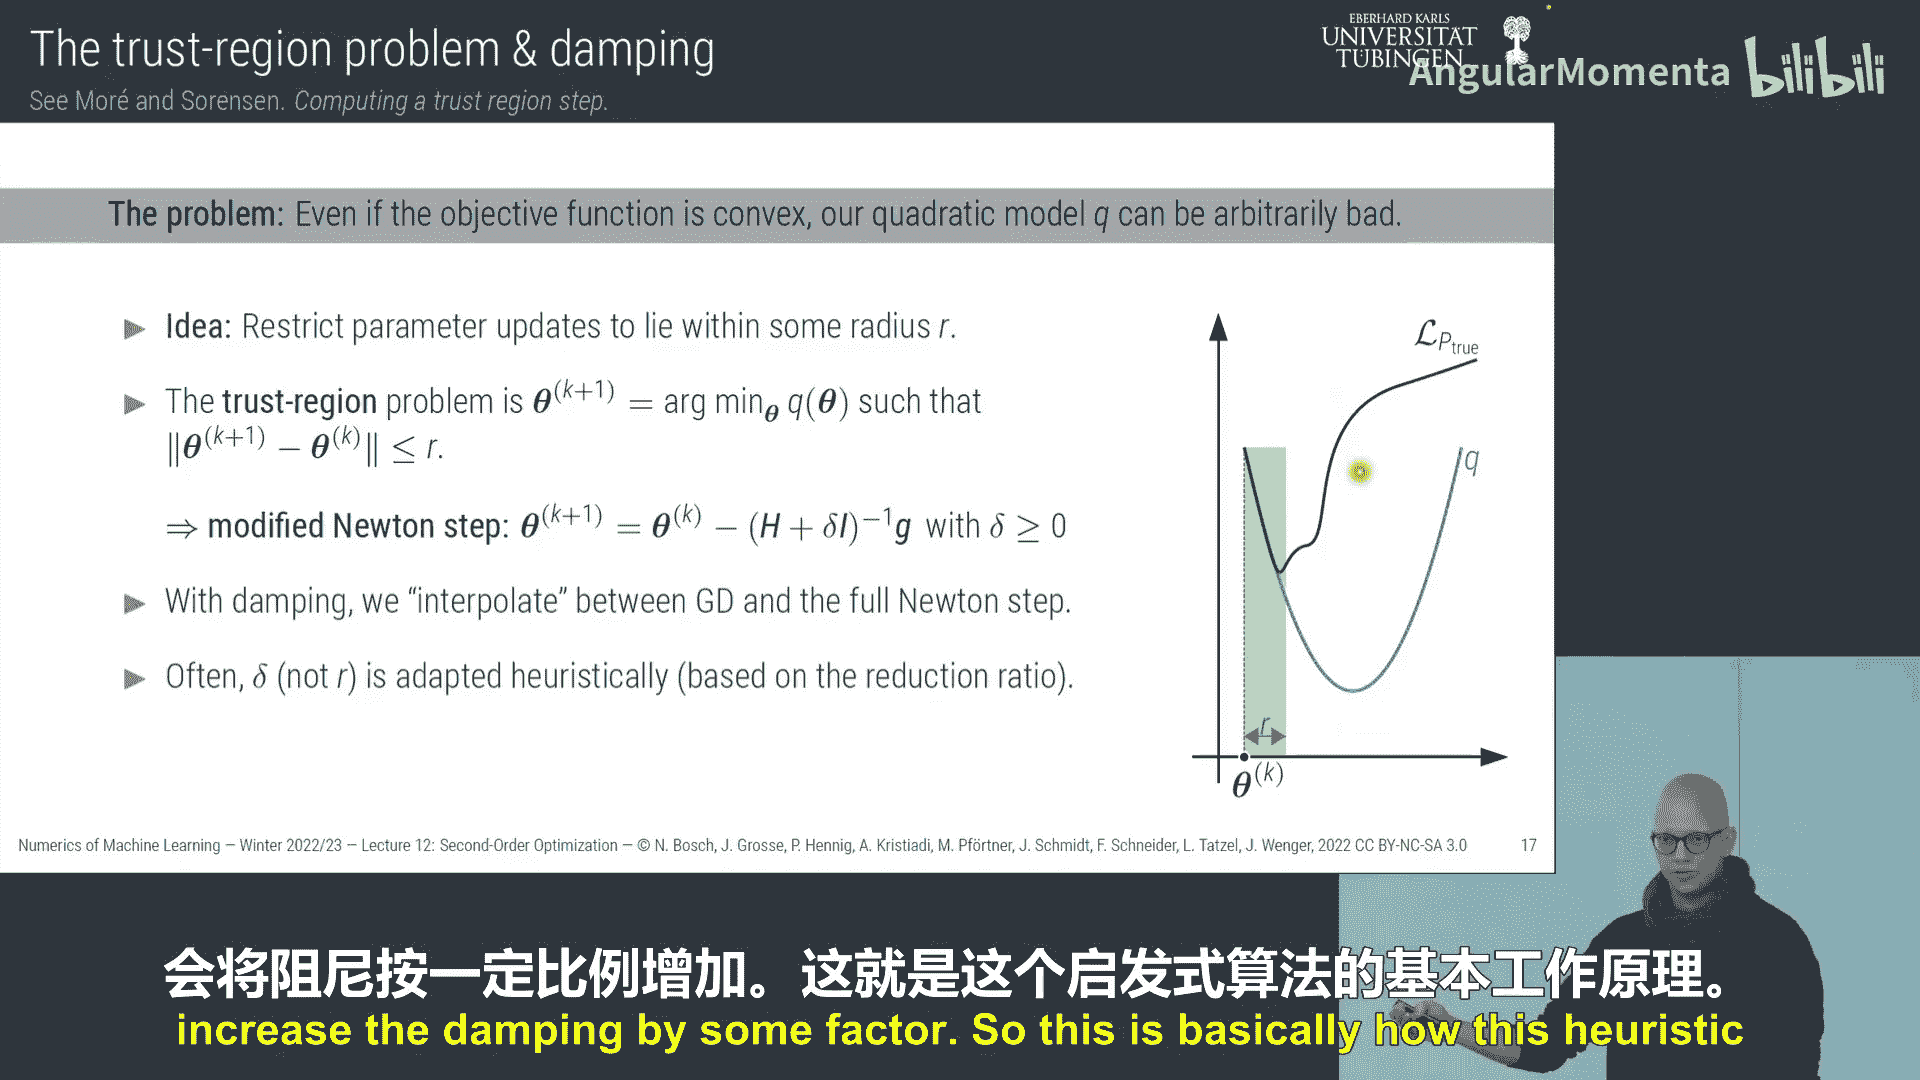 The trust-region problem & damping
See Moré and Sorensen. Computing a trust region step.
EBERHARD KARLS
UNIVERSITÄT
TÜBINGEN
AngularMomenta
bilibili
The problem: Even if the objective function is convex, our quadratic model q can be arbitrarily bad.
▶ Idea: Restrict parameter updates to lie within some radius r.
▶ The trust-region problem is θ^(k+1) = arg min_θ q(θ) such that
‖θ^(k+1) − θ^(k)‖ ≤ r.
⇒ modified Newton step: θ^(k+1) = θ^(k) − (H + δI)^−1 g with δ ≥ 0
▶ With damping, we “interpolate” between GD and the full Newton step.
▶ Often, δ (not r) is adapted heuristically (based on the reduction ratio).
ℒ_P_true
q
r
θ^(k)
Numerics of Machine Learning — Winter 2022/23 — Lecture 12: Second-Order Optimization — © N. Bosch, J. Grosse, P. Hennig, A. Kristiadi, M. Pförtner, J. Schmidt, F. Schneider, L. Tatzel, J. Wenger, 2022 CC BY-NC-SA 3.0
17
会将阻尼按一定比例增加。这就是这个启发式算法的基本工作原理。
increase the damping by some factor. So this is basically how this heuristic